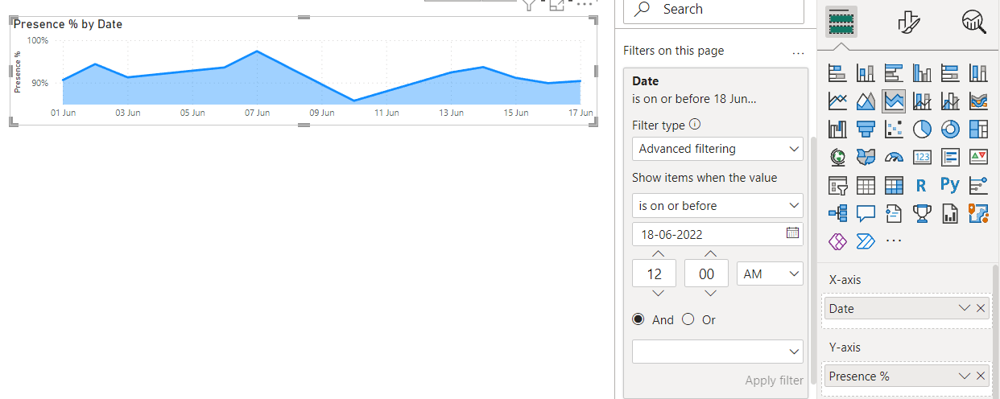 Presence % by Date
100%
90%
Presence %
01 Jun 03 Jun 05 Jun 07 Jun 09 Jun 11 Jun 13 Jun 15 Jun 17 Jun
Search
Filters on this page
Date
is on or before 18 Jun...
Filter type
Advanced filtering
Show items when the value
is on or before
18-06-2022
12 00 AM
And Or
Apply filter
123
R Py
X-axis
Date
Y-axis
Presence %